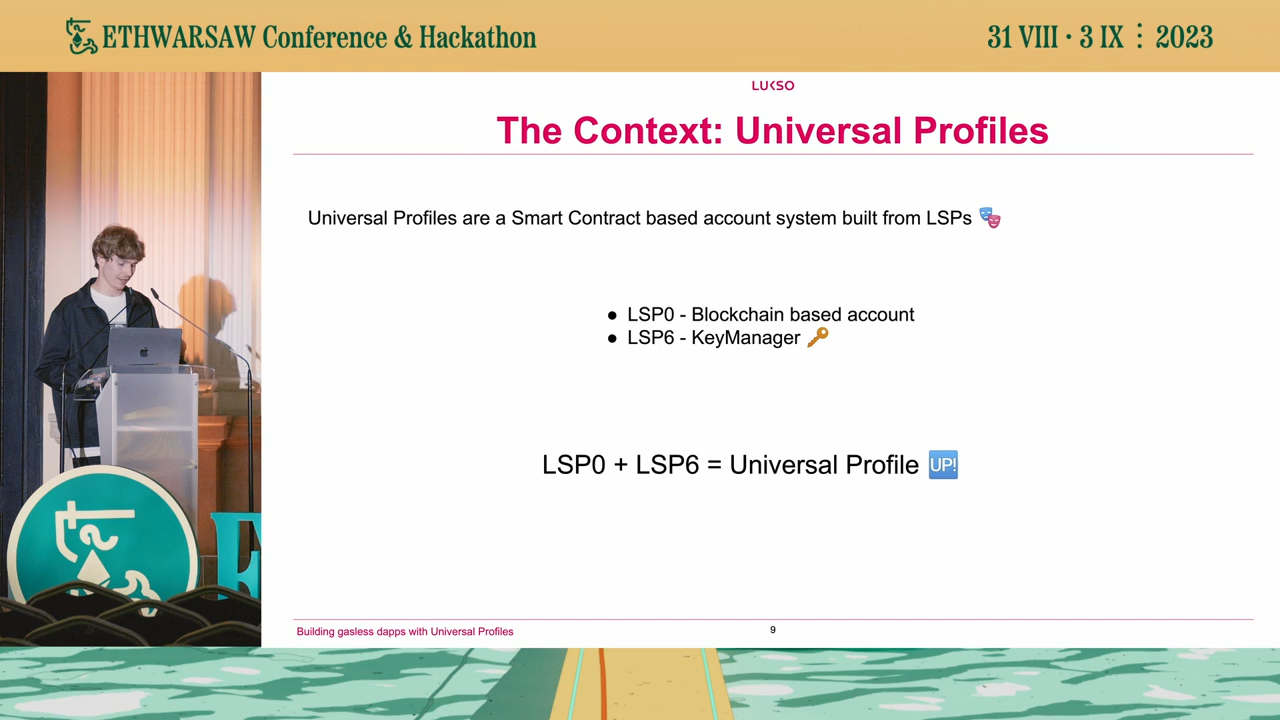 ETHWARSAW Conference & Hackathon
31 VIII · 3 IX ⋮ 2023
LUKSO
The Context: Universal Profiles
Universal Profiles are a Smart Contract based account system built from LSPs 🎭
● LSP0 - Blockchain based account
● LSP6 - KeyManager 🔑
LSP0 + LSP6 = Universal Profile 🆙
Building gasless dapps with Universal Profiles
9